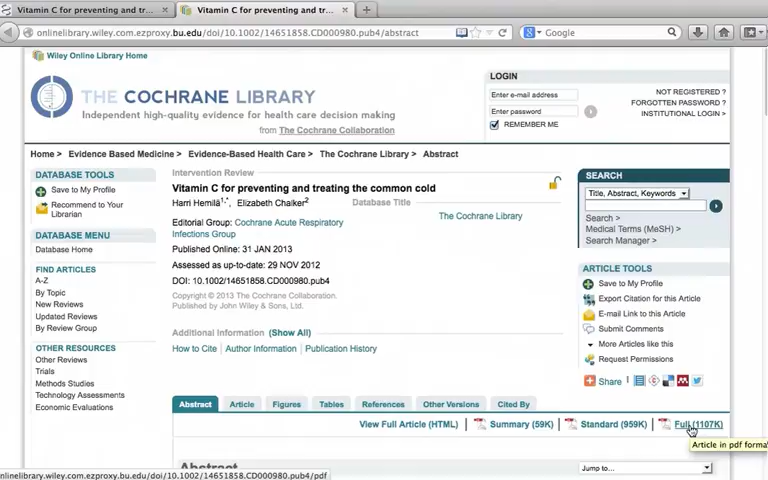 Vitamin C for preventing and tr...
Vitamin C for preventing and tr...
onlinelibrary.wiley.com.ezproxy.bu.edu/doi/10.1002/14651858.CD000980.pub4/abstract
Google
Wiley Online Library Home
THE COCHRANE LIBRARY
Independent high-quality evidence for health care decision making
from The Cochrane Collaboration
LOGIN
Enter e-mail address
Enter password
REMEMBER ME
NOT REGISTERED ?
FORGOTTEN PASSWORD ?
INSTITUTIONAL LOGIN >
Home > Evidence Based Medicine > Evidence-Based Health Care > The Cochrane Library > Abstract
DATABASE TOOLS
Save to My Profile
Recommend to Your
Librarian
DATABASE MENU
Database Home
FIND ARTICLES
A-Z
By Topic
New Reviews
Updated Reviews
By Review Group
OTHER RESOURCES
Other Reviews
Trials
Methods Studies
Technology Assessments
Economic Evaluations
Intervention Review
Vitamin C for preventing and treating the common cold
Harri Hemilä1,*, Elizabeth Chalker2
Database Title
The Cochrane Library
Editorial Group: Cochrane Acute Respiratory
Infections Group
Published Online: 31 JAN 2013
Assessed as up-to-date: 29 NOV 2012
DOI: 10.1002/14651858.CD000980.pub4
Copyright © 2013 The Cochrane Collaboration.
Published by John Wiley & Sons, Ltd.
Additional Information (Show All)
How to Cite
Author Information
Publication History
SEARCH
Title, Abstract, Keywords
Search >
Medical Terms (MeSH) >
Search Manager >
ARTICLE TOOLS
Save to My Profile
Export Citation for this Article
E-mail Link to this Article
Submit Comments
More Articles like this
Request Permissions
Share
Abstract
Article
Figures
Tables
References
Other Versions
Cited By
View Full Article (HTML)
Summary (59K)
Standard (959K)
Full (1107K)
Article in pdf forma
Abstract
Jump to...
nlinelibrary.wiley.com.ezproxy.bu.edu/doi/10.1002/14651858.CD000980.pub4/pdf